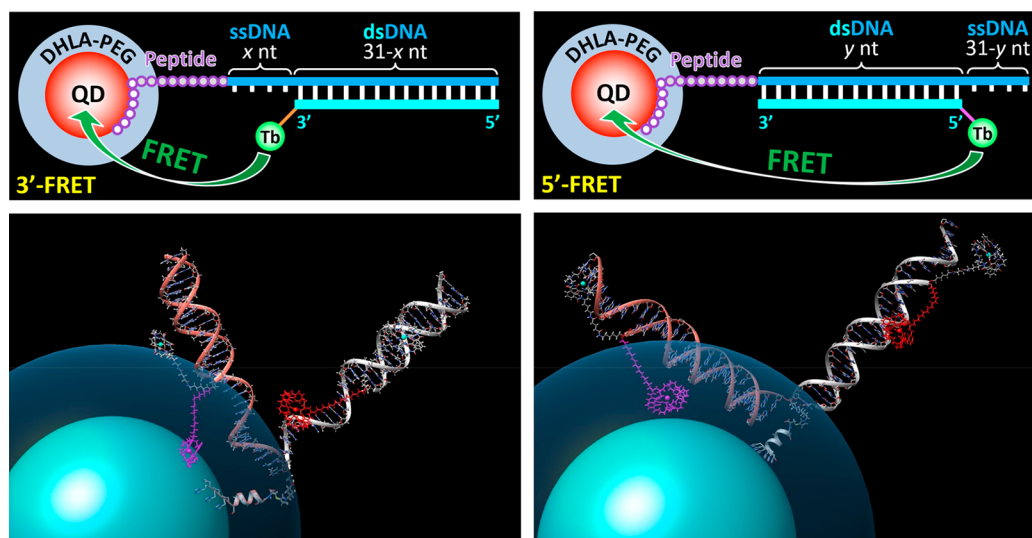 DHLA-PEG
QD
Peptide
ssDNA
x nt
dsDNA
31-x nt
3’
5’
Tb
FRET
3’-FRET
DHLA-PEG
QD
Peptide
dsDNA
y nt
ssDNA
31-y nt
3’
5’
Tb
FRET
5’-FRET